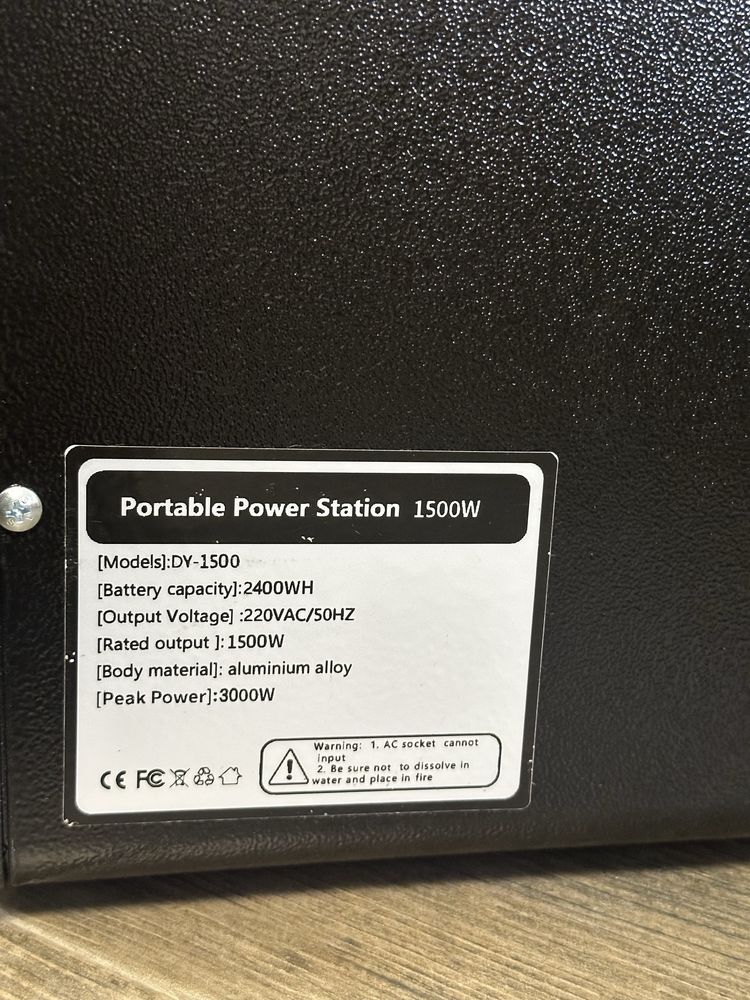 Portable Power Station 1500W
[Models]:DY-1500
[Battery capacity]:2400WH
[Output Voltage] :220VAC/50HZ
[Rated output ]: 1500W
[Body material]: aluminium alloy
[Peak Power]:3000W
Warning: 1. AC socket cannot
input
2. Be sure not to dissolve in
water and place in fire
CE FC